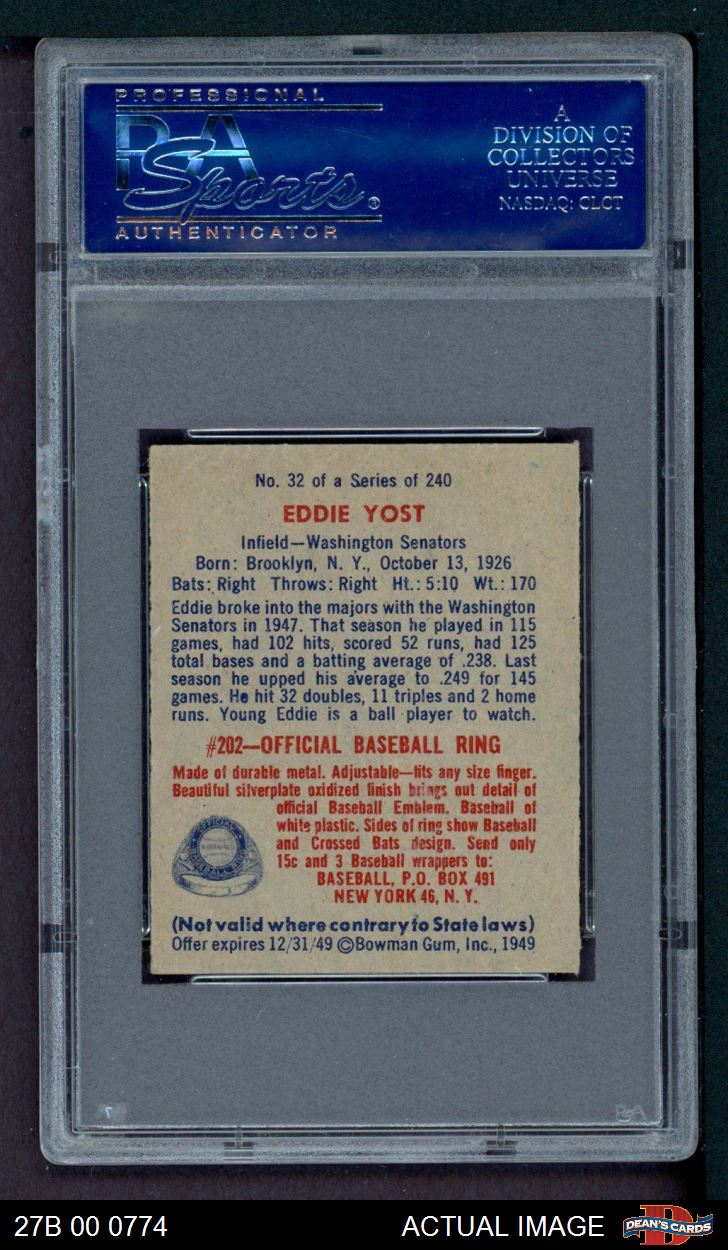 PROFESSIONAL
PSA
Sports®
AUTHENTICATOR
A
DIVISION OF
COLLECTORS
UNIVERSE
NASDAQ: CLCT
No. 32 of a Series of 240
EDDIE YOST
Infield—Washington Senators
Born: Brooklyn, N. Y., October 13, 1926
Bats: Right Throws: Right Ht.: 5:10 Wt.: 170
Eddie broke into the majors with the Washington
Senators in 1947. That season he played in 115
games, had 102 hits, scored 52 runs, had 125
total bases and a batting average of .238. Last
season he upped his average to .249 for 145
games. He hit 32 doubles, 11 triples and 2 home
runs. Young Eddie is a ball player to watch.
#202—OFFICIAL BASEBALL RING
Made of durable metal. Adjustable—fits any size finger.
Beautiful silverplate oxidized finish brings out detail of
official Baseball Emblem. Baseball of
white plastic. Sides of ring show Baseball
and Crossed Bats design. Send only
15c and 3 Baseball wrappers to:
BASEBALL, P.O. BOX 491
NEW YORK 46, N. Y.
OFFICIAL
BASEBALL RING
(Not valid where contrary to State laws)
Offer expires 12/31/49 ©Bowman Gum, Inc., 1949
PSA
27B 00 0774
ACTUAL IMAGE
D
DEAN'S CARDS